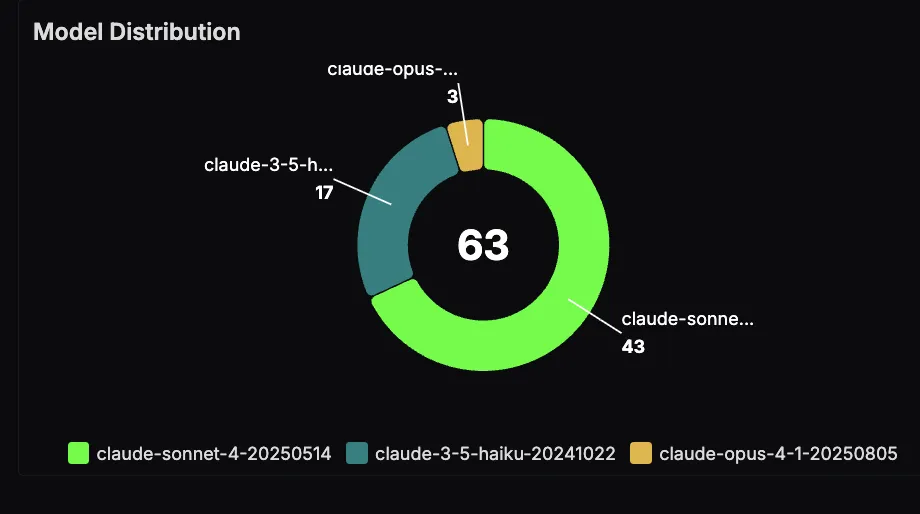 Model Distribution
claude-opus-...
3
claude-3-5-h...
17
63
claude-sonne...
43
claude-sonnet-4-20250514 claude-3-5-haiku-20241022 claude-opus-4-1-20250805